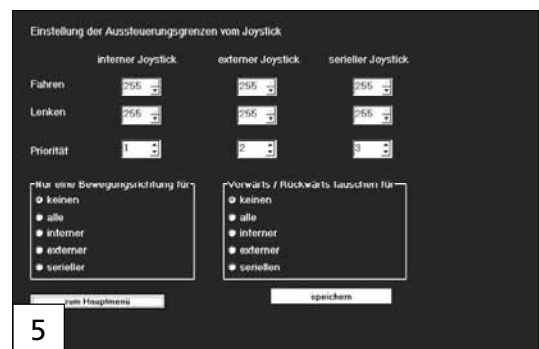 Einstellung der Aussteuerungsgrenzen vom Joystick
interner Joystick externer Joystick serieller Joystick
Fahren 255 255 255
Lenken 255 255 255
Priorität 1 2 3
Nur eine Bewegungsrichtung für Vorwärts / Rückwärts tauschen für
keinen keinen
alle alle
interner interner
externer externer
serieller seriellen
zum Hauptmenü speichern
5